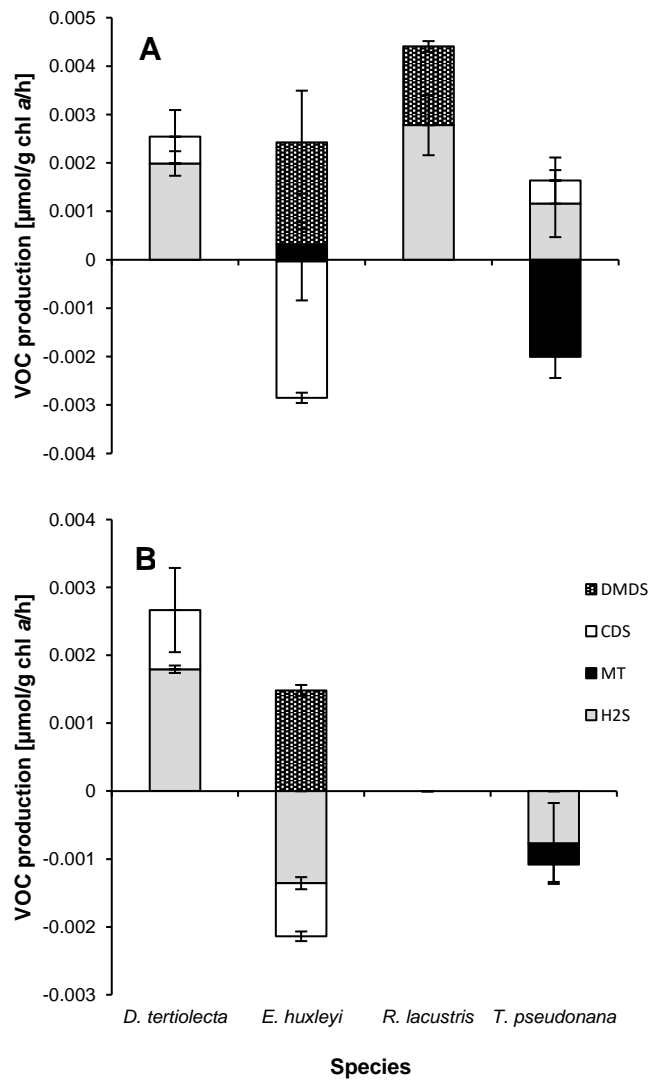 A
VOC production [µmol/g chl a/h]
0.005
0.004
0.003
0.002
0.001
0
-0.001
-0.002
-0.003
-0.004
B
VOC production [µmol/g chl a/h]
0.004
0.003
0.002
0.001
0
-0.001
-0.002
-0.003
DMDS
CDS
MT
H2S
D. tertiolecta E. huxleyi R. lacustris T. pseudonana
Species